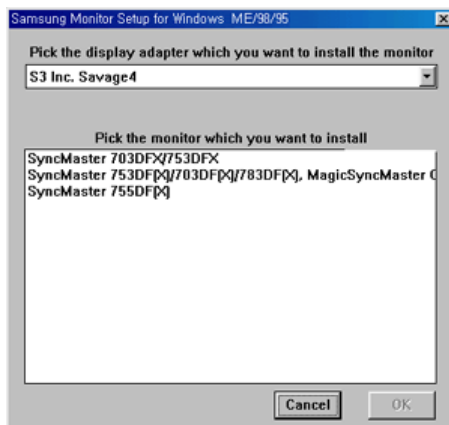 Samsung Monitor Setup for Windows ME/98/95
Pick the display adapter which you want to install the monitor
S3 Inc. Savage4
Pick the monitor which you want to install
SyncMaster 703DFX/753DFX
SyncMaster 753DF[X]/703DF[X]/783DF[X], MagicSyncMaster
SyncMaster 755DF[X]
Cancel
OK